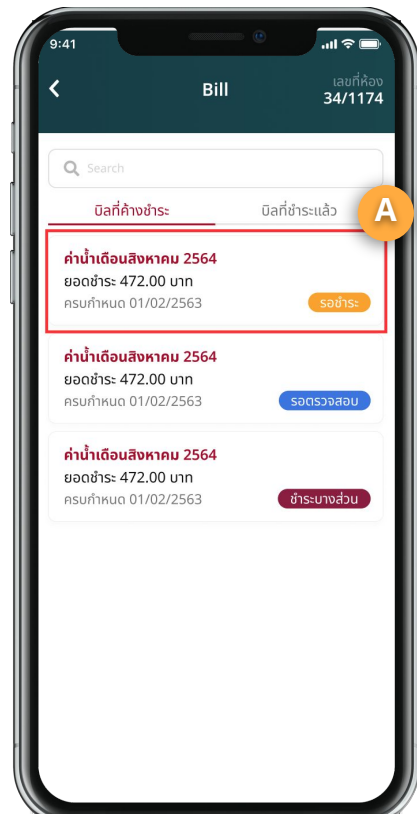 9:41
Bill
เลขที่ห้อง
34/1174
Search
บิลที่ค้างชำระ
บิลที่ชำระแล้ว
A
ค่าน้ำเดือนสิงหาคม 2564
ยอดชำระ 472.00 บาท
ครบกำหนด 01/02/2563
รอชำระ
ค่าน้ำเดือนสิงหาคม 2564
ยอดชำระ 472.00 บาท
ครบกำหนด 01/02/2563
รอตรวจสอบ
ค่าน้ำเดือนสิงหาคม 2564
ยอดชำระ 472.00 บาท
ครบกำหนด 01/02/2563
ชำระบางส่วน